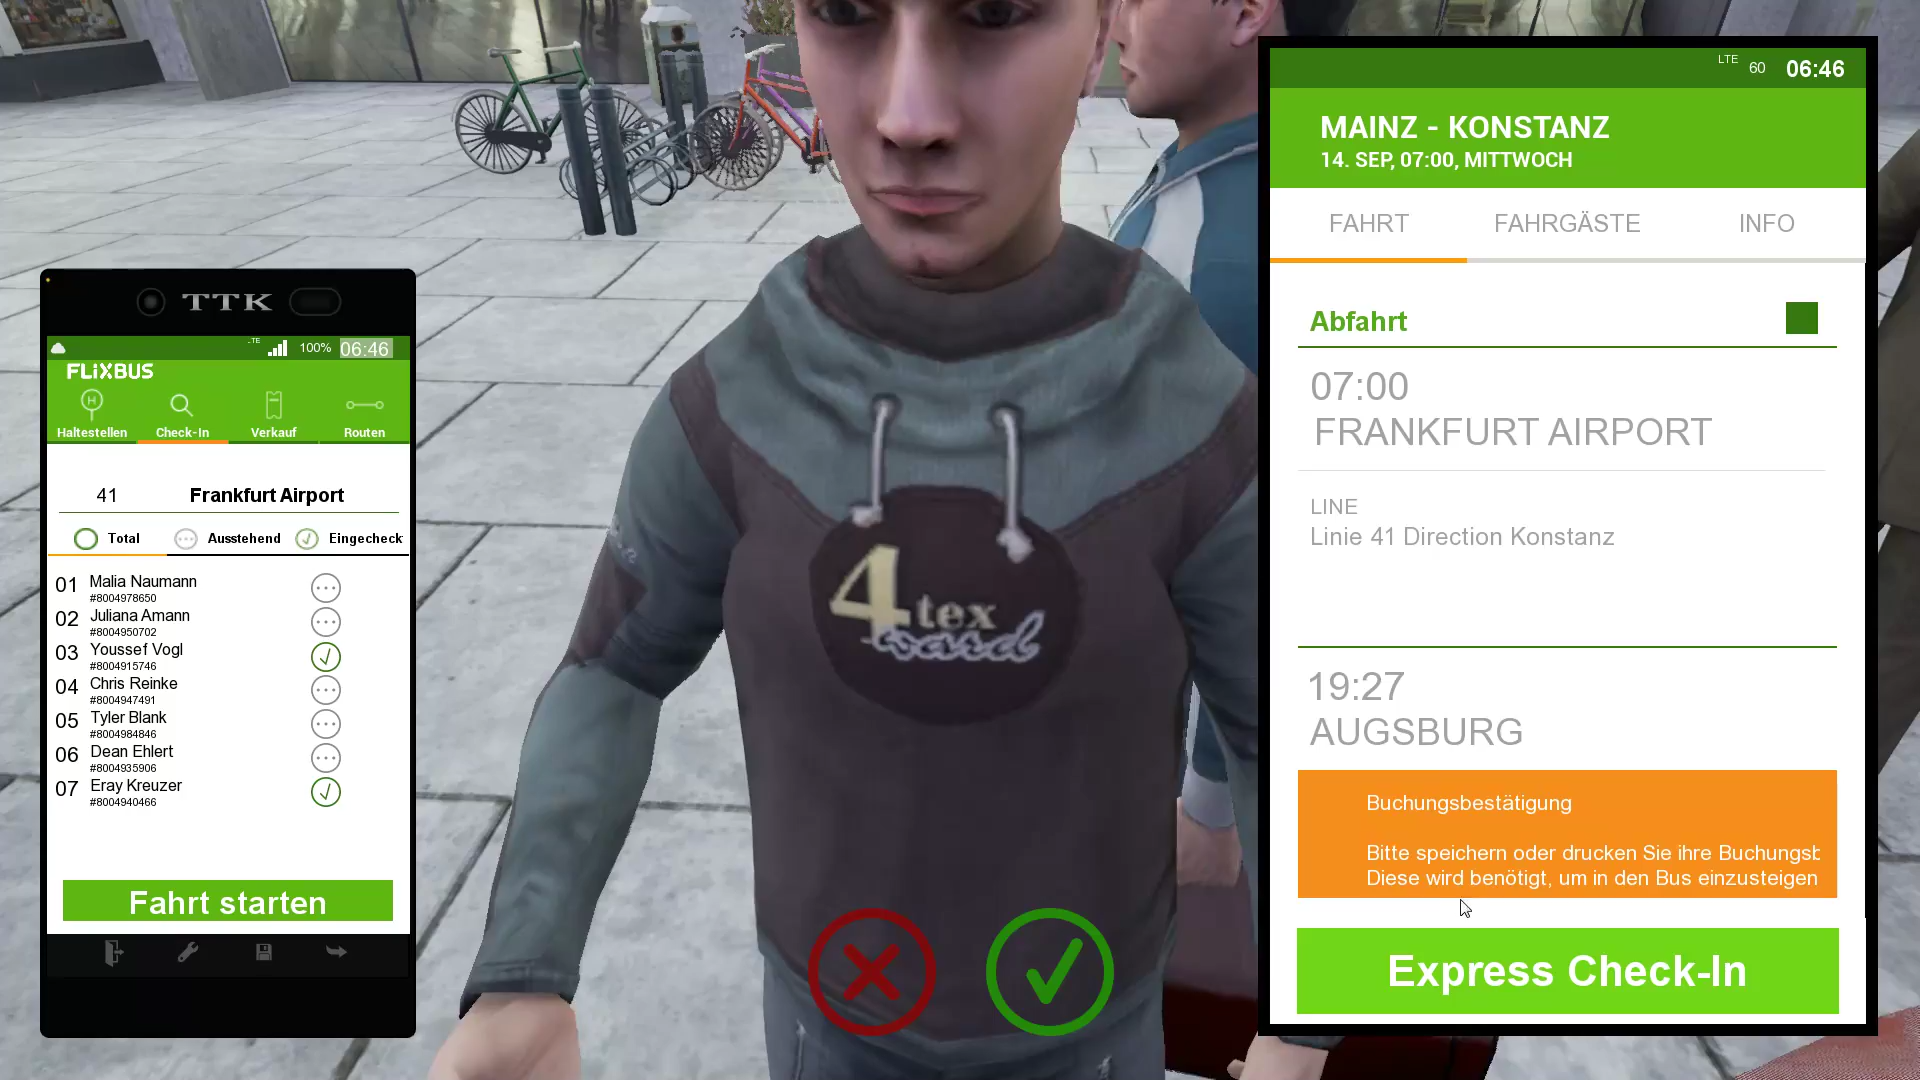 TTK
LTE 100% 06:46
FLiXBUS
H
Haltestellen Check-In Verkauf Routen
41 Frankfurt Airport
Total Ausstehend Eingecheck
01 Malia Naumann
#8004978650
02 Juliana Amann
#8004950702
03 Youssef Vogl
#8004915746
04 Chris Reinke
#8004947491
05 Tyler Blank
#8004984846
06 Dean Ehlert
#8004935906
07 Eray Kreuzer
#8004940466
Fahrt starten
4tex
ward
LTE 60 06:46
MAINZ - KONSTANZ
14. SEP, 07:00, MITTWOCH
FAHRT FAHRGÄSTE INFO
Abfahrt
07:00
FRANKFURT AIRPORT
LINE
Linie 41 Direction Konstanz
19:27
AUGSBURG
Buchungsbestätigung
Bitte speichern oder drucken Sie ihre Buchungsb
Diese wird benötigt, um in den Bus einzusteigen
Express Check-In